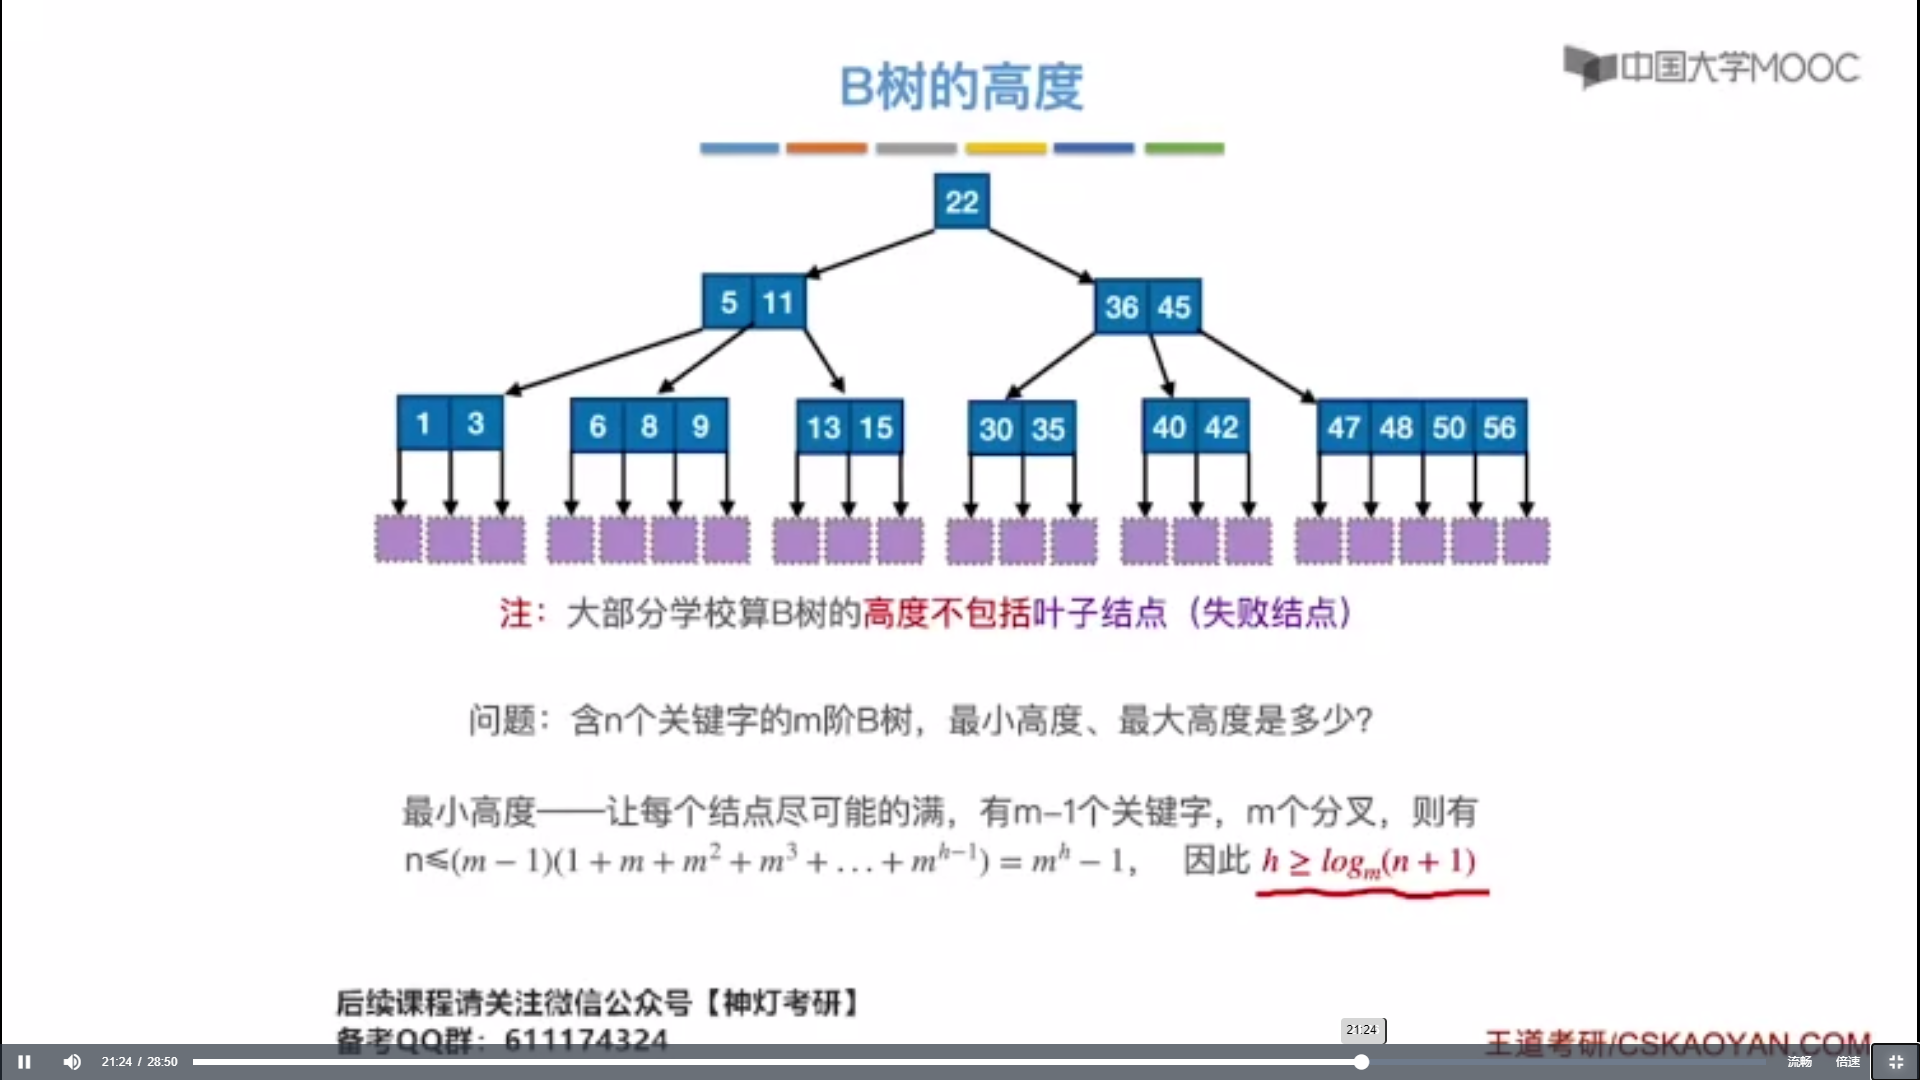 中国大学MOOC
B树的高度
22
5 11 36 45
1 3 6 8 9 13 15 30 35 40 42 47 48 50 56
注：大部分学校算B树的高度不包括叶子结点（失败结点）
问题：含n个关键字的m阶B树，最小高度、最大高度是多少？
最小高度——让每个结点尽可能的满，有m-1个关键字，m个分叉，则有
n≤(m − 1)(1 + m + m² + m³ + … + mʰ⁻¹) = mʰ − 1， 因此 h ≥ logₘ(n + 1)
后续课程请关注微信公众号【神灯考研】
备考QQ群：611174324
21:24
王道考研/CSKAOYAN.COM
21:24 / 28:50 流畅 倍速